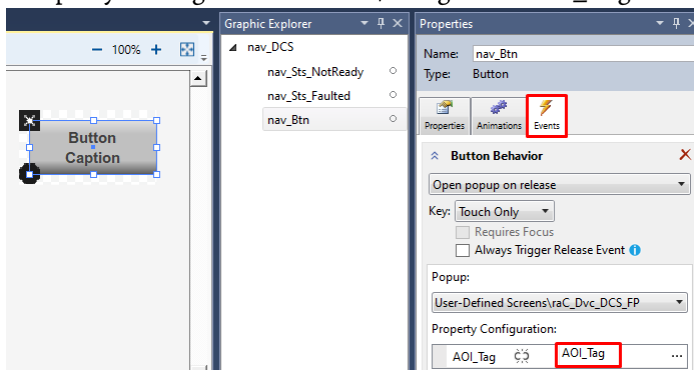 Graphic Explorer
Properties
- 100% +
nav_DCS
nav_Sts_NotReady
nav_Sts_Faulted
nav_Btn
Button
Caption
Name: nav_Btn
Type: Button
Properties Animations Events
Button Behavior
Open popup on release
Key: Touch Only
Requires Focus
Always Trigger Release Event
Popup:
User-Defined Screens\raC_Dvc_DCS_FP
Property Configuration:
AOI_Tag AOI_Tag ...